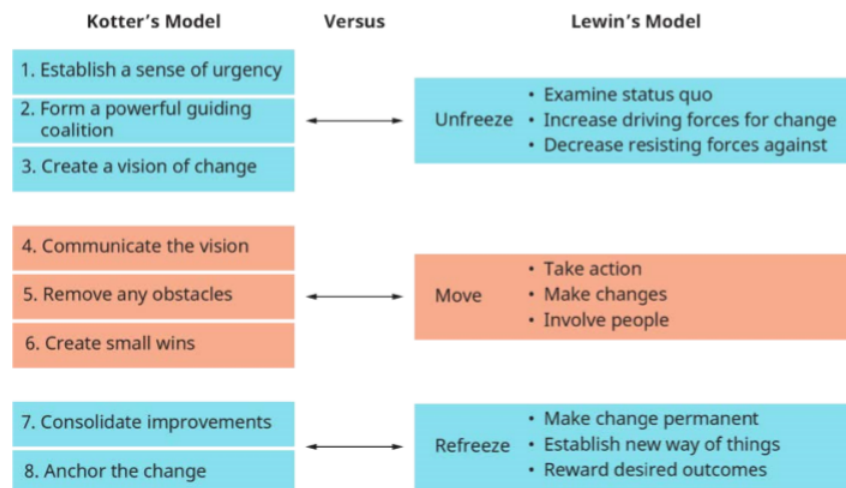 Kotter's Model Versus Lewin's Model
1. Establish a sense of urgency
2. Form a powerful guiding
coalition
3. Create a vision of change
Unfreeze
• Examine status quo
• Increase driving forces for change
• Decrease resisting forces against
4. Communicate the vision
5. Remove any obstacles
6. Create small wins
Move
• Take action
• Make changes
• Involve people
7. Consolidate improvements
8. Anchor the change
Refreeze
• Make change permanent
• Establish new way of things
• Reward desired outcomes